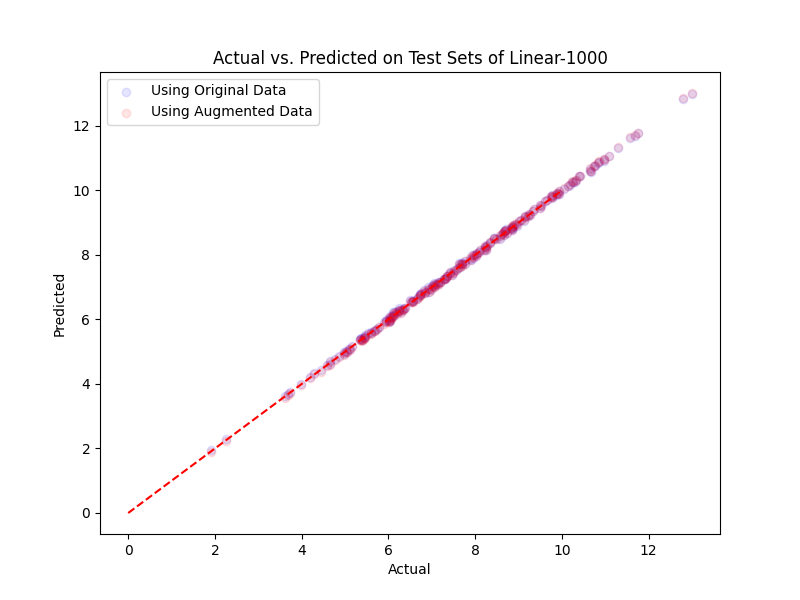 Actual vs. Predicted on Test Sets of Linear-1000
Using Original Data
Using Augmented Data
12
10
8
6
4
2
0
Predicted
0 2 4 6 8 10 12
Actual